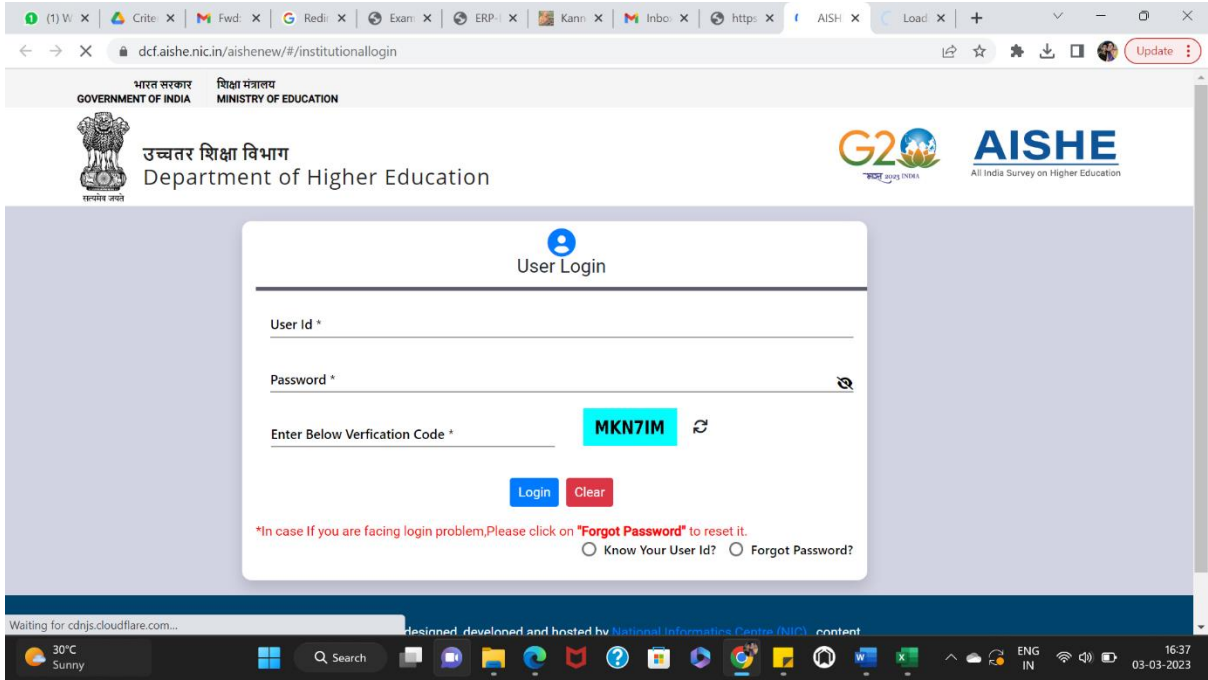 (1) W
Crite
Fwd:
Redir
Exam
ERP-I
Kann
Inbo
https
AISH
Load
dcf.aishe.nic.in/aishenew/#/institutionallogin
Update
भारत सरकार
शिक्षा मंत्रालय
GOVERNMENT OF INDIA
MINISTRY OF EDUCATION
सत्यमेव जयते
उच्चतर शिक्षा विभाग
Department of Higher Education
G20
2023 INDIA
AISHE
All India Survey on Higher Education
User Login
User Id *
Password *
Enter Below Verfication Code *
MKN7IM
Login
Clear
*In case If you are facing login problem,Please click on "Forgot Password" to reset it.
Know Your User Id?
Forgot Password?
Waiting for cdnjs.cloudflare.com...
designed, developed and hosted by National Informatics Centre (NIC) , content
30°C
Sunny
Search
ENG
IN
16:37
03-03-2023